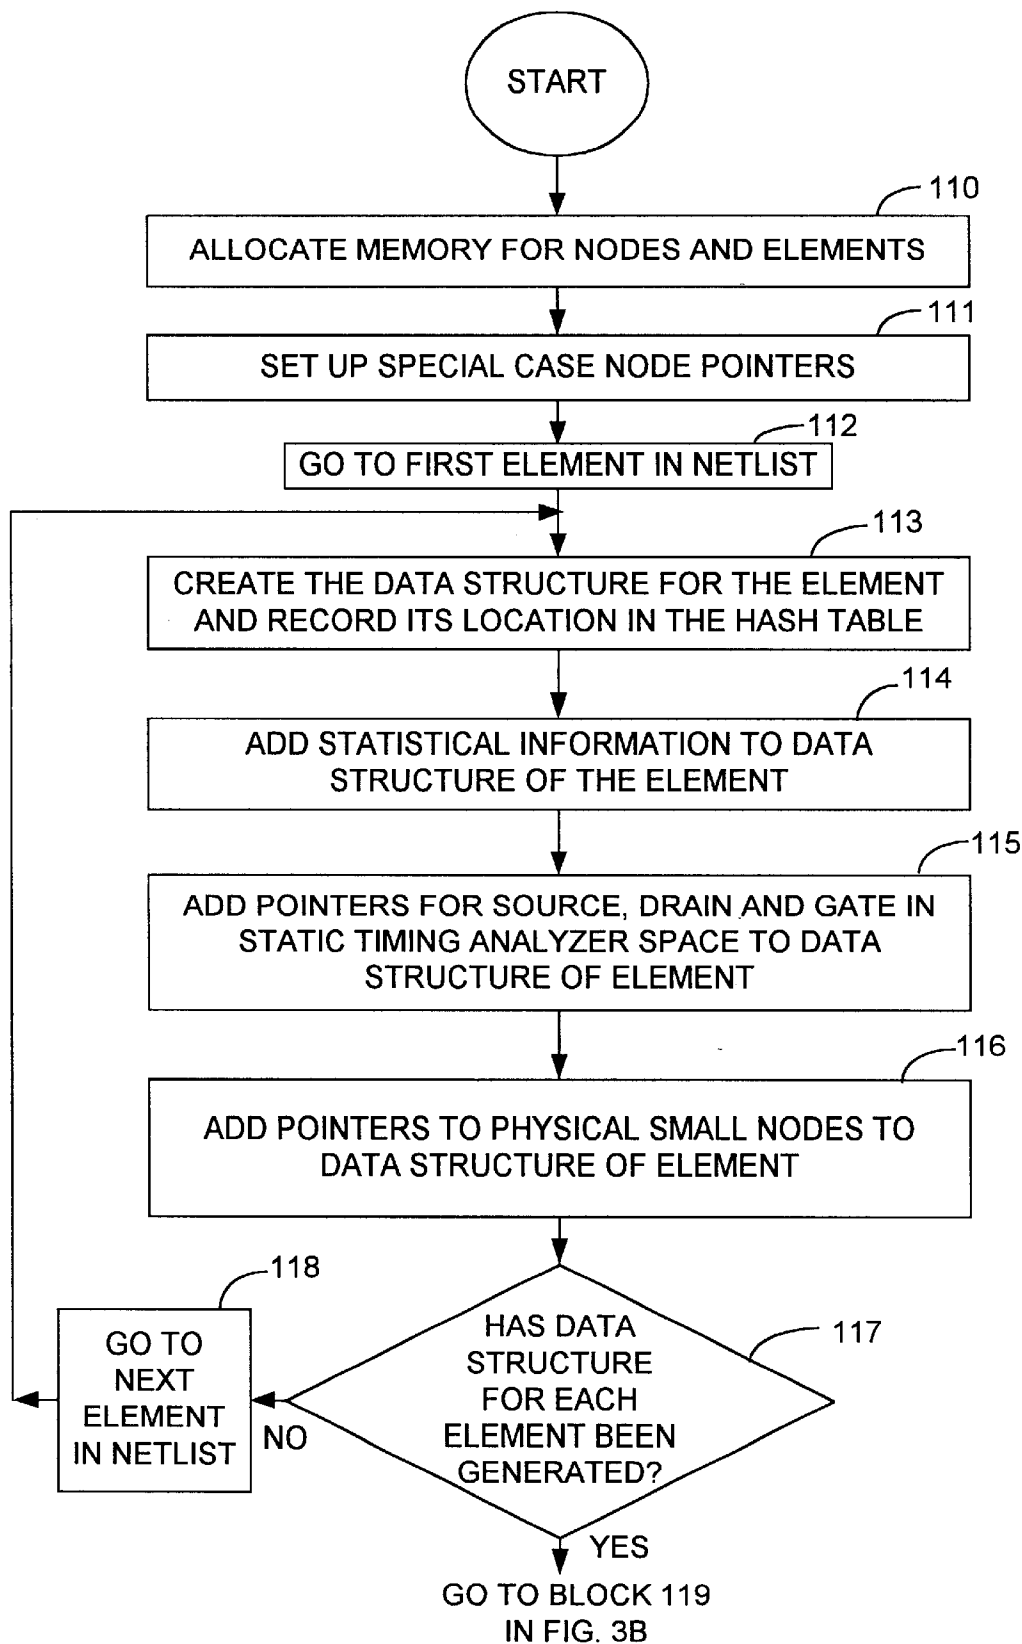 START
110
ALLOCATE MEMORY FOR NODES AND ELEMENTS
111
SET UP SPECIAL CASE NODE POINTERS
112
GO TO FIRST ELEMENT IN NETLIST
113
CREATE THE DATA STRUCTURE FOR THE ELEMENT
AND RECORD ITS LOCATION IN THE HASH TABLE
114
ADD STATISTICAL INFORMATION TO DATA
STRUCTURE OF THE ELEMENT
115
ADD POINTERS FOR SOURCE, DRAIN AND GATE IN
STATIC TIMING ANALYZER SPACE TO DATA
STRUCTURE OF ELEMENT
116
ADD POINTERS TO PHYSICAL SMALL NODES TO
DATA STRUCTURE OF ELEMENT
117
HAS DATA
STRUCTURE
FOR EACH
ELEMENT BEEN
GENERATED?
118
GO TO
NEXT
ELEMENT
IN NETLIST
NO
YES
GO TO BLOCK 119
IN FIG. 3B